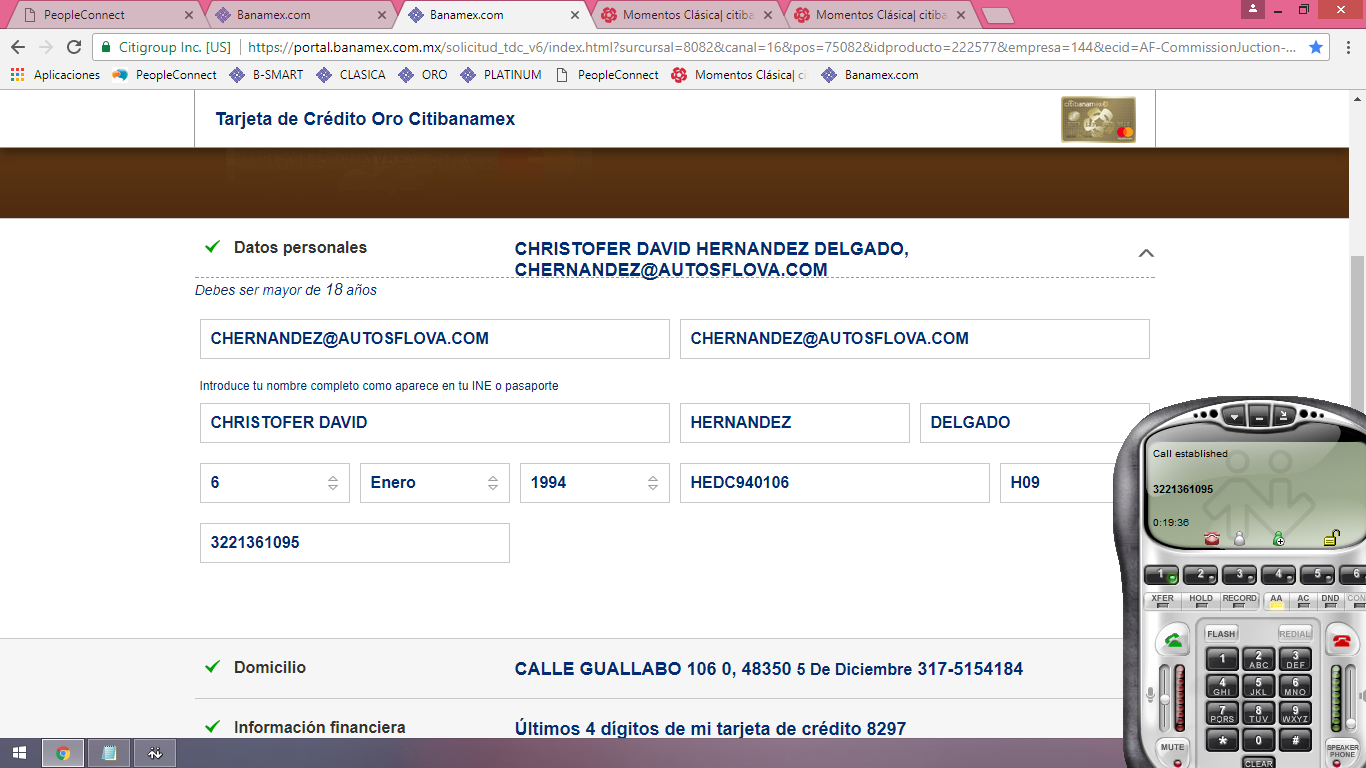 PeopleConnect
Banamex.com
Banamex.com
Momentos Clásica| citiba
Momentos Clásica| citiba
Citigroup Inc. [US]
https://portal.banamex.com.mx/solicitud_tdc_v6/index.html?surcursal=8082&canal=16&pos=75082&idproducto=222577&empresa=144&ecid=AF-CommissionJuction-...
Aplicaciones
PeopleConnect
B-SMART
CLASICA
ORO
PLATINUM
PeopleConnect
Momentos Clásica| ci
Banamex.com
Tarjeta de Crédito Oro Citibanamex
citibanamex
Datos personales
CHRISTOFER DAVID HERNANDEZ DELGADO,
CHERNANDEZ@AUTOSFLOVA.COM
Debes ser mayor de 18 años
CHERNANDEZ@AUTOSFLOVA.COM
CHERNANDEZ@AUTOSFLOVA.COM
Introduce tu nombre completo como aparece en tu INE o pasaporte
CHRISTOFER DAVID
HERNANDEZ
DELGADO
6
Enero
1994
HEDC940106
H09
3221361095
Domicilio
CALLE GUALLABO 106 0, 48350 5 De Diciembre 317-5154184
Información financiera
Últimos 4 dígitos de mi tarjeta de crédito 8297
Call established
3221361095
0:19:36
1 2 3 4 5 6
XFER HOLD RECORD AA AC DND CON
FLASH REDIAL
1 2 ABC 3 DEF
4 GHI 5 JKL 6 MNO
7 PQRS 8 TUV 9 WXYZ
* 0 #
MUTE
CLEAR
SPEAKER
PHONE